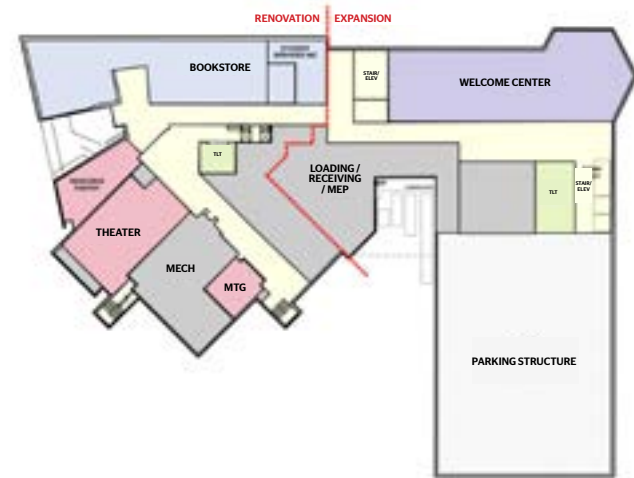 RENOVATION EXPANSION
BOOKSTORE
STAIR/
ELEV
WELCOME CENTER
TLT
LOADING /
RECEIVING
/ MEP
TLT
STAIR/
ELEV
THEATER
MECH
MTG
PARKING STRUCTURE